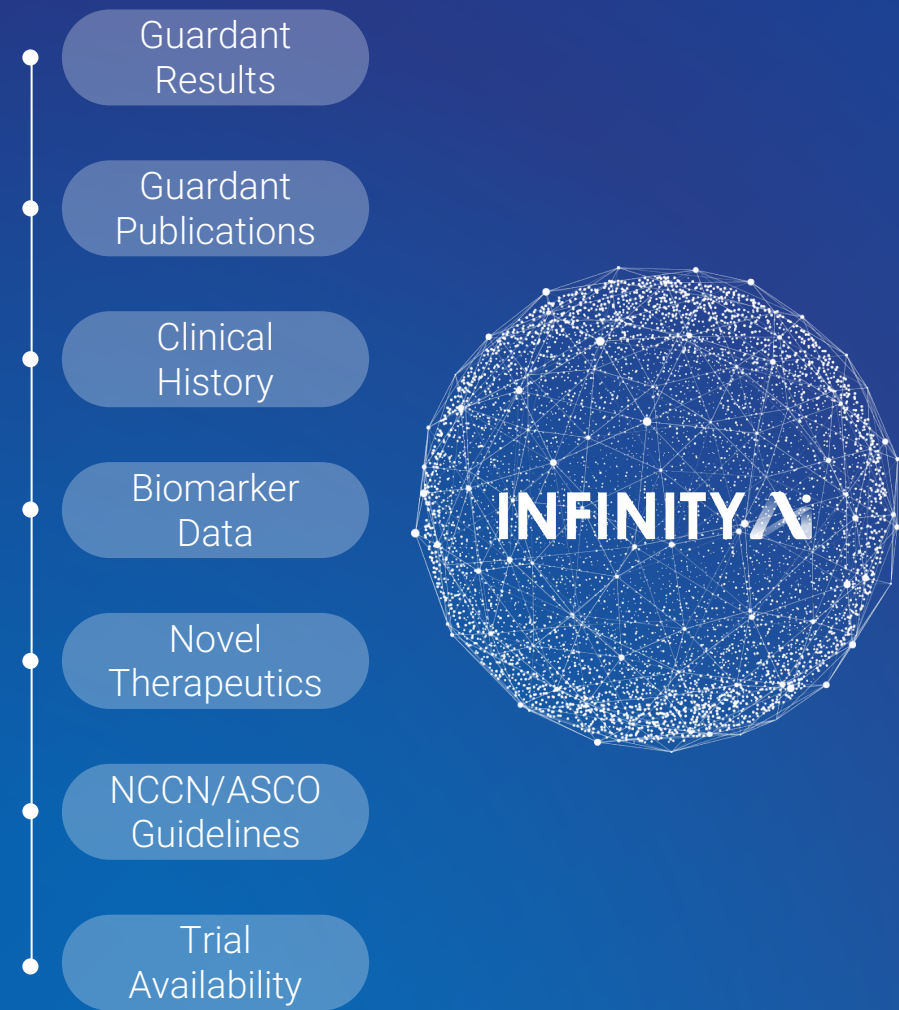 Guardant
Results
Guardant
Publications
Clinical
History
Biomarker
Data
INFINITY AI
Novel
Therapeutics
NCCN/ASCO
Guidelines
Trial
Availability